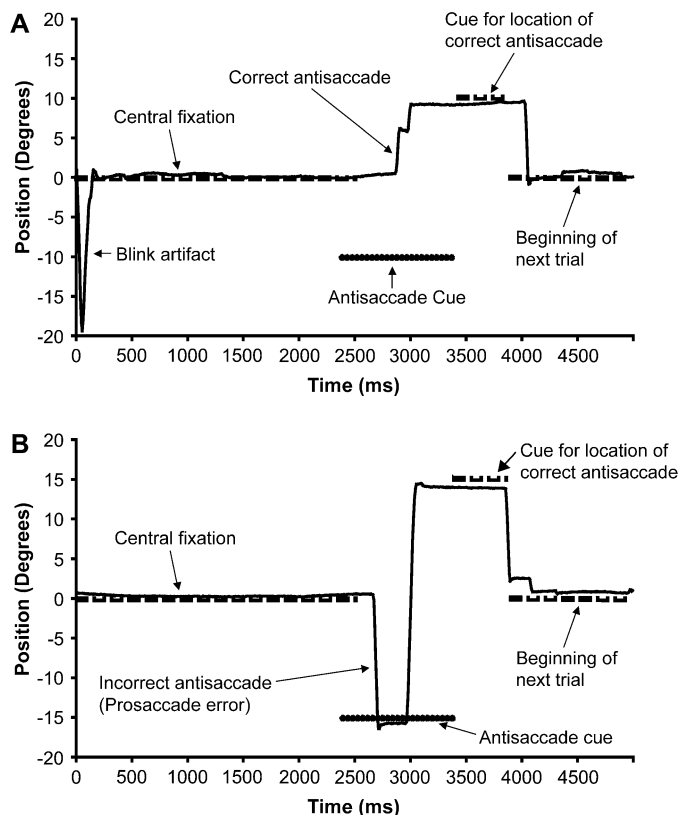 A
Cue for location of
correct antisaccade
Correct antisaccade
Central fixation
Blink artifact
Antisaccade Cue
Beginning of
next trial
Position (Degrees)
20
15
10
5
0
-5
-10
-15
-20
0 500 1000 1500 2000 2500 3000 3500 4000 4500
Time (ms)
B
Cue for location of
correct antisaccade
Central fixation
Incorrect antisaccade
(Prosaccade error)
Beginning of
next trial
Antisaccade cue
Position (Degrees)
20
15
10
5
0
-5
-10
-15
-20
0 500 1000 1500 2000 2500 3000 3500 4000 4500
Time (ms)